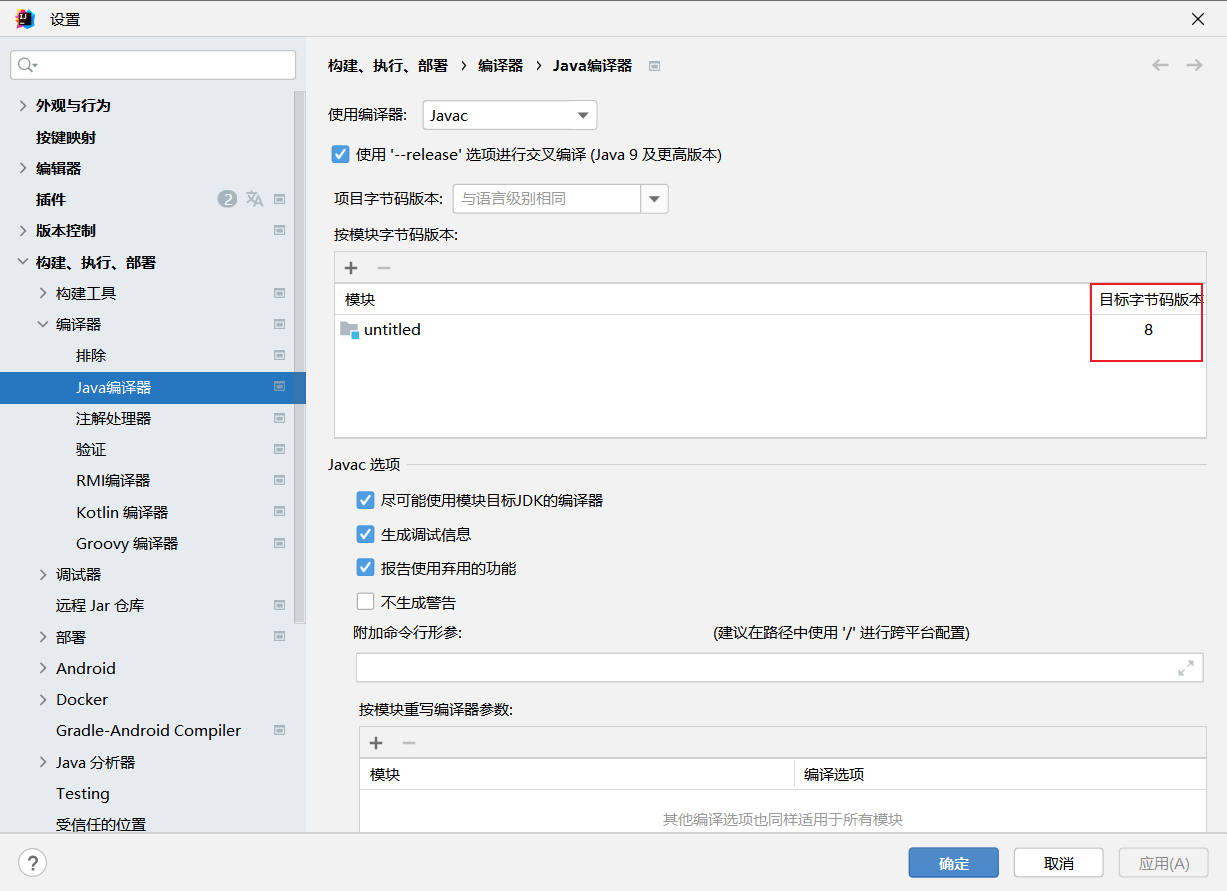 设置
构建、执行、部署 › 编译器 › Java编译器
外观与行为
按键映射
编辑器
插件 2
版本控制
构建、执行、部署
构建工具
编译器
排除
Java编译器
注解处理器
验证
RMI编译器
Kotlin 编译器
Groovy 编译器
调试器
远程 Jar 仓库
部署
Android
Docker
Gradle-Android Compiler
Java 分析器
Testing
受信任的位置
使用编译器: Javac
使用 '--release' 选项进行交叉编译 (Java 9 及更高版本)
项目字节码版本: 与语言级别相同
按模块字节码版本:
模块 目标字节码版本
untitled 8
Javac 选项
尽可能使用模块目标JDK的编译器
生成调试信息
报告使用弃用的功能
不生成警告
附加命令行形参: (建议在路径中使用 '/' 进行跨平台配置)
按模块重写编译器参数:
模块 编译选项
其他编译选项也同样适用于所有模块
? 确定 取消 应用(A)